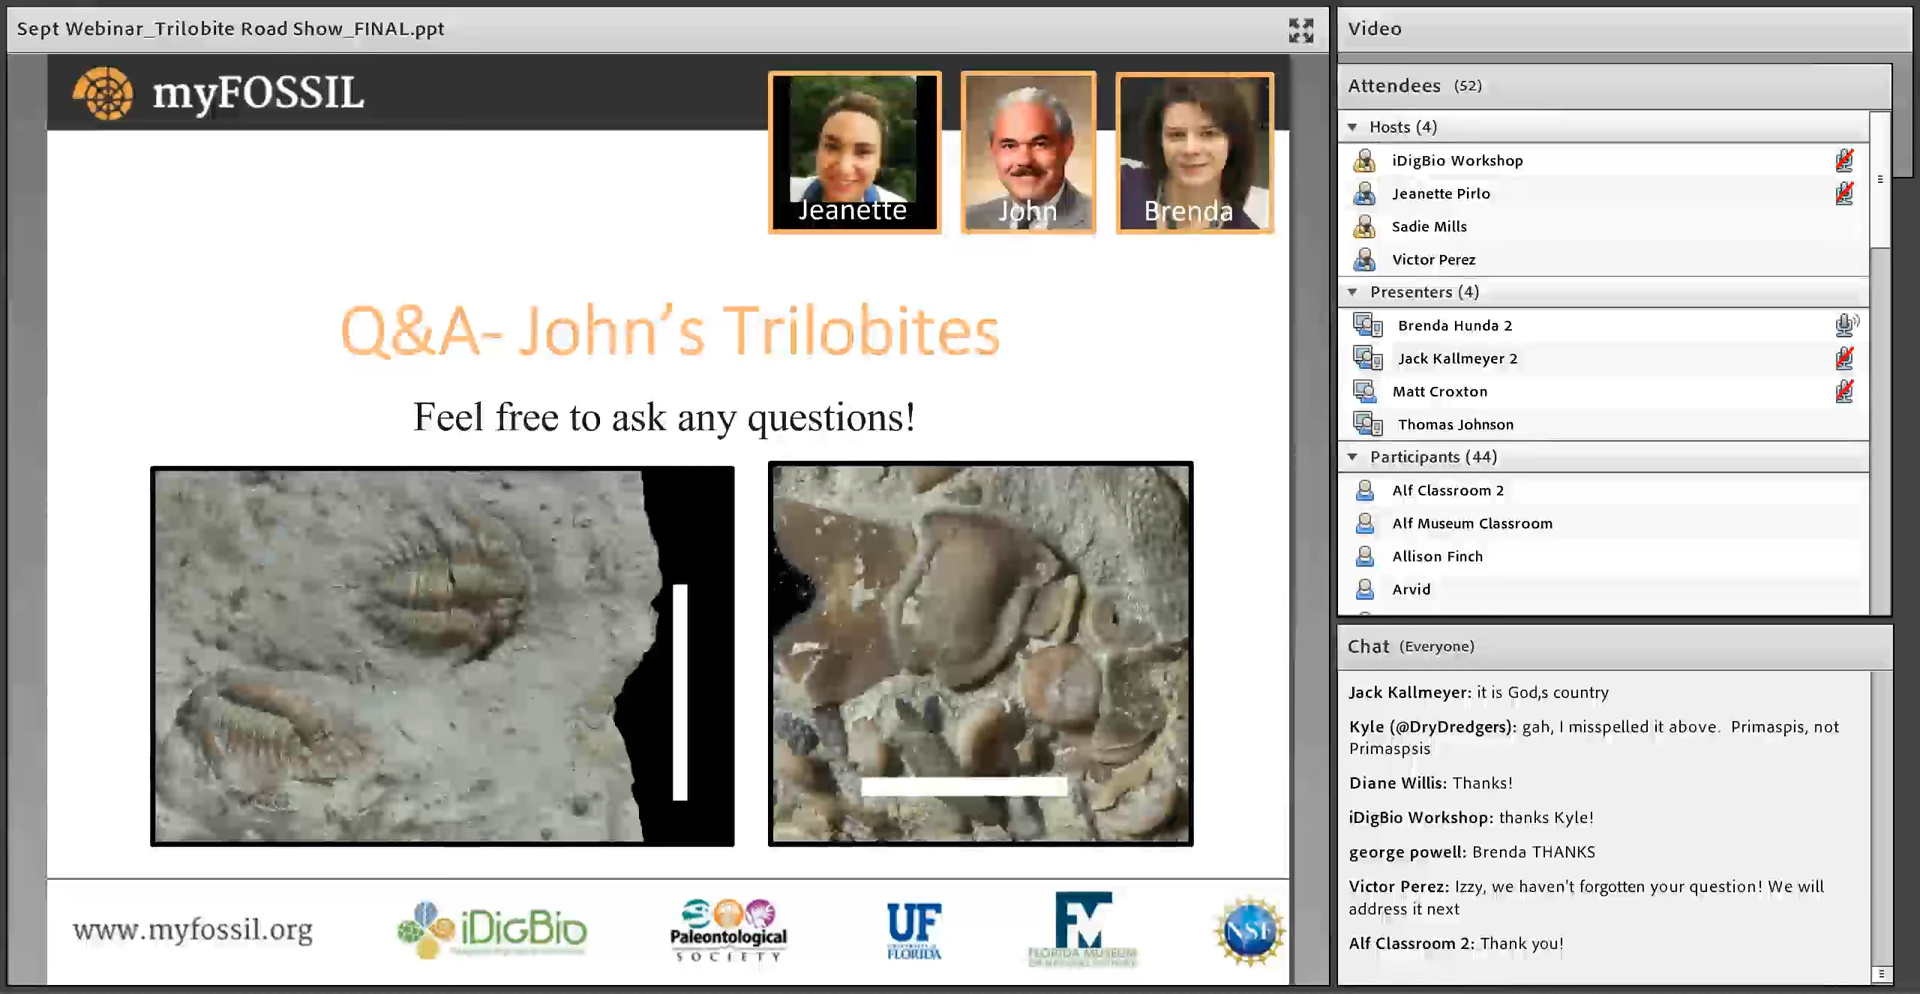 Sept Webinar_Trilobite Road Show_FINAL.ppt
myFOSSIL
Jeanette
John
Brenda
Q&A- John's Trilobites
Feel free to ask any questions!
www.myfossil.org
iDigBio
Paleontological
SOCIETY
UF
UNIVERSITY of
FLORIDA
FM
FLORIDA MUSEUM
NSF
Video
Attendees (52)
Hosts (4)
iDigBio Workshop
Jeanette Pirlo
Sadie Mills
Victor Perez
Presenters (4)
Brenda Hunda 2
Jack Kallmeyer 2
Matt Croxton
Thomas Johnson
Participants (44)
Alf Classroom 2
Alf Museum Classroom
Allison Finch
Arvid
Chat (Everyone)
Jack Kallmeyer: it is God,s country
Kyle (@DryDredgers): gah, I misspelled it above. Primaspis, not
Primaspsis
Diane Willis: Thanks!
iDigBio Workshop: thanks Kyle!
george powell: Brenda THANKS
Victor Perez: Izzy, we haven't forgotten your question! We will
address it next
Alf Classroom 2: Thank you!